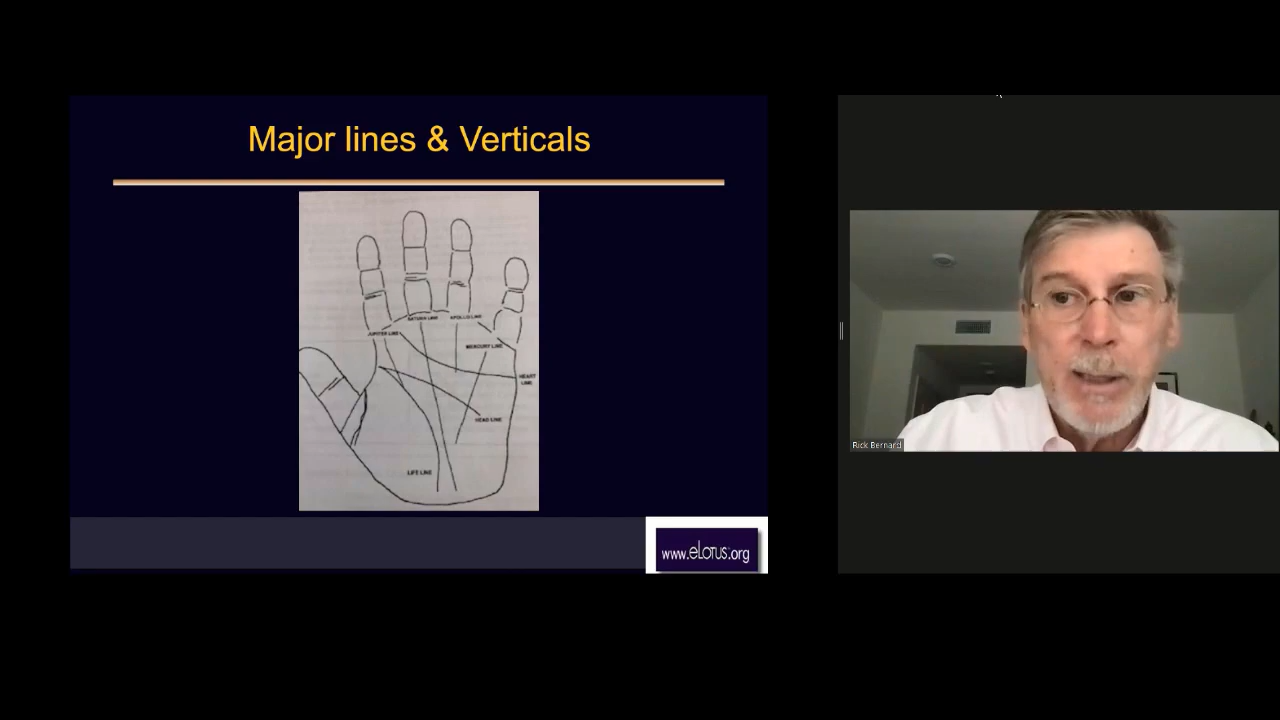 Major lines & Verticals
SATURN LINE
APOLLO LINE
JUPITER LINE
MERCURY LINE
HEART
LINE
HEAD LINE
LIFE LINE
Rick Bernard
www.eLotus.org